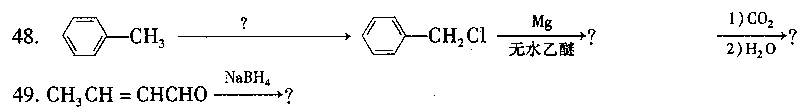 48. CH₃ ? CH₂Cl Mg 无水乙醚 ? 1)CO₂ 2)H₂O ?
49. CH₃CH=CHCHO NaBH₄ ?